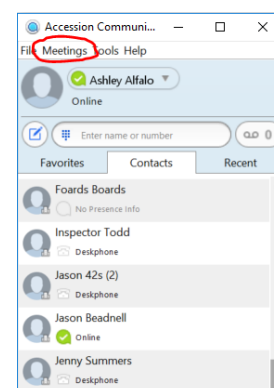 Accession Communi...
File Meetings Tools Help
Ashley Alfalo
Online
Enter name or number
0
Favorites Contacts Recent
Foards Boards
No Presence Info
Inspector Todd
Deskphone
Jason 42s (2)
Deskphone
Jason Beadnell
Online
Jenny Summers
Deskphone